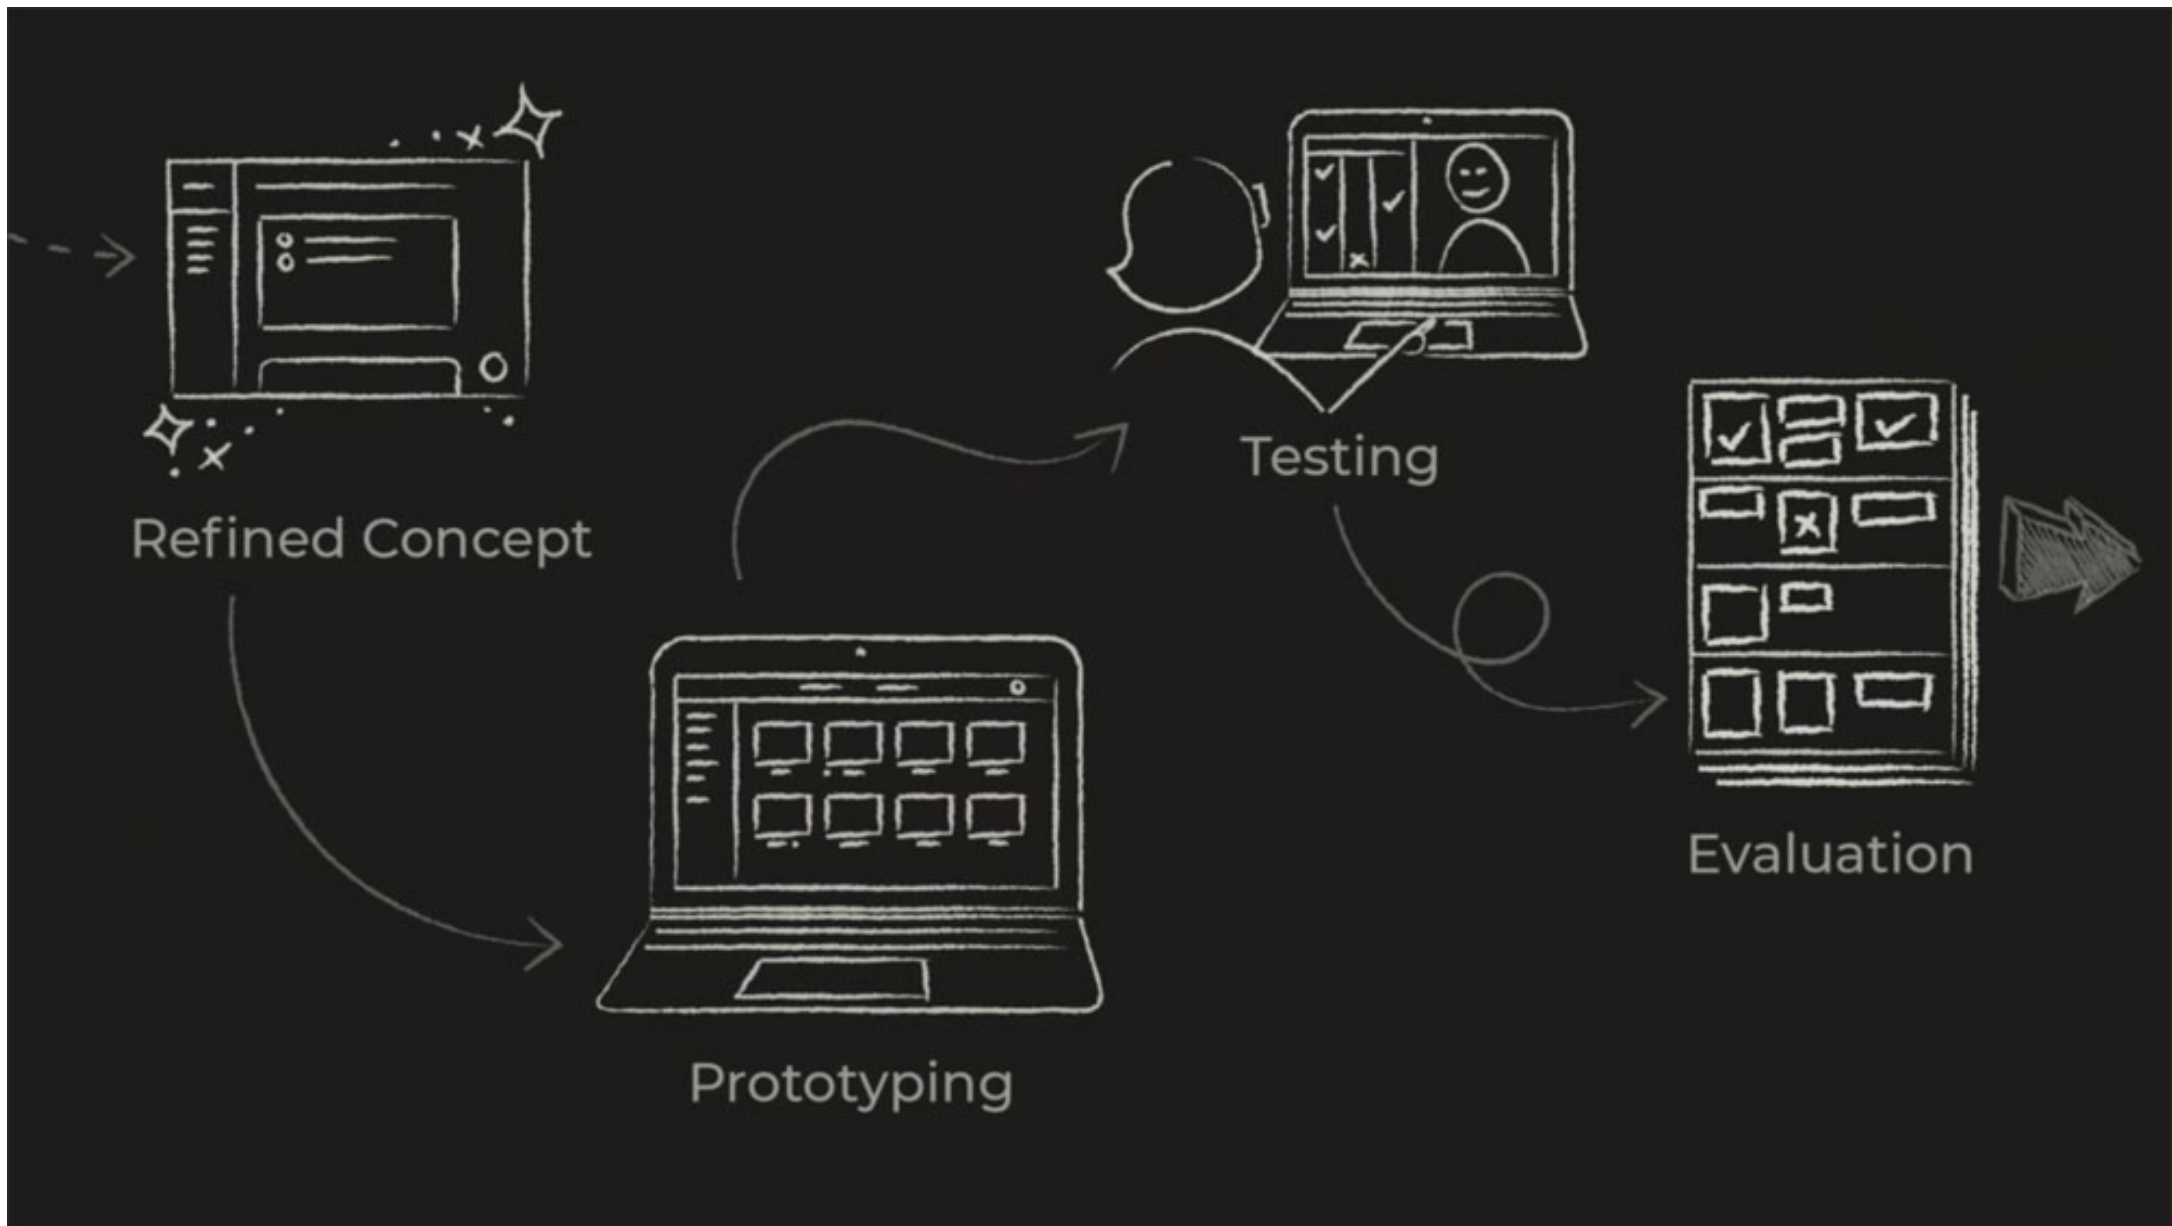 Refined Concept
Prototyping
Testing
Evaluation